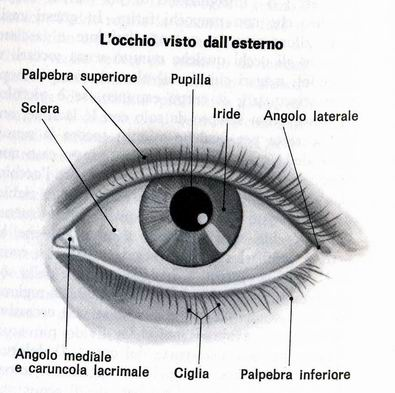 L'occhio visto dall'esterno
Palpebra superiore
Pupilla
Sclera
Iride
Angolo laterale
Angolo mediale
e caruncola lacrimale
Ciglia
Palpebra inferiore